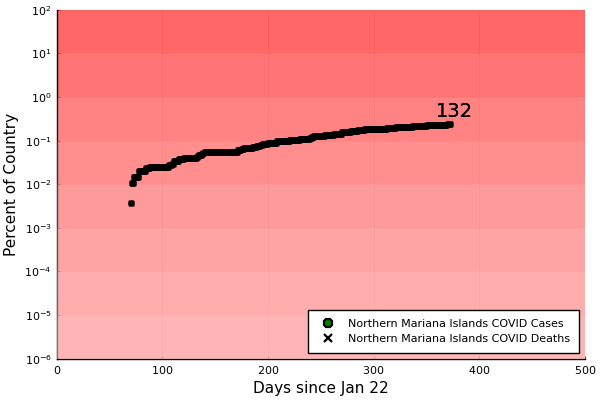 10²
10¹
10⁰
10⁻¹
10⁻²
10⁻³
10⁻⁴
10⁻⁵
10⁻⁶
Percent of Country
132
Northern Mariana Islands COVID Cases
Northern Mariana Islands COVID Deaths
0 100 200 300 400 500
Days since Jan 22